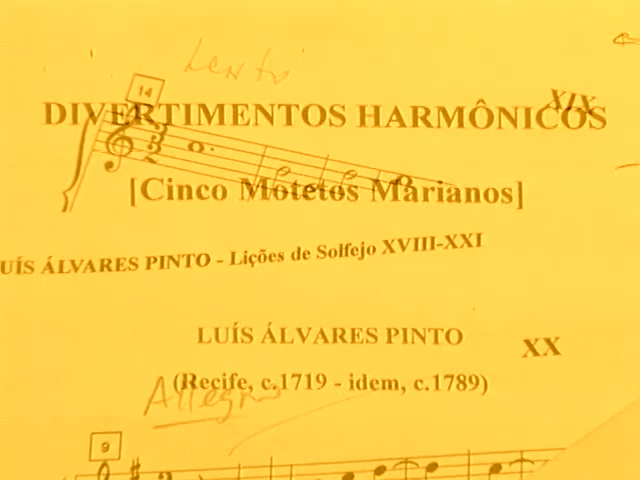 Lento
14
XIX
DIVERTIMENTOS HARMÔNICOS
[Cinco Motetos Marianos]
UÍS ÁLVARES PINTO - Lições de Solfejo XVIII-XXI
LUÍS ÁLVARES PINTO
XX
(Recife, c.1719 - idem, c.1789)
Allegro
9